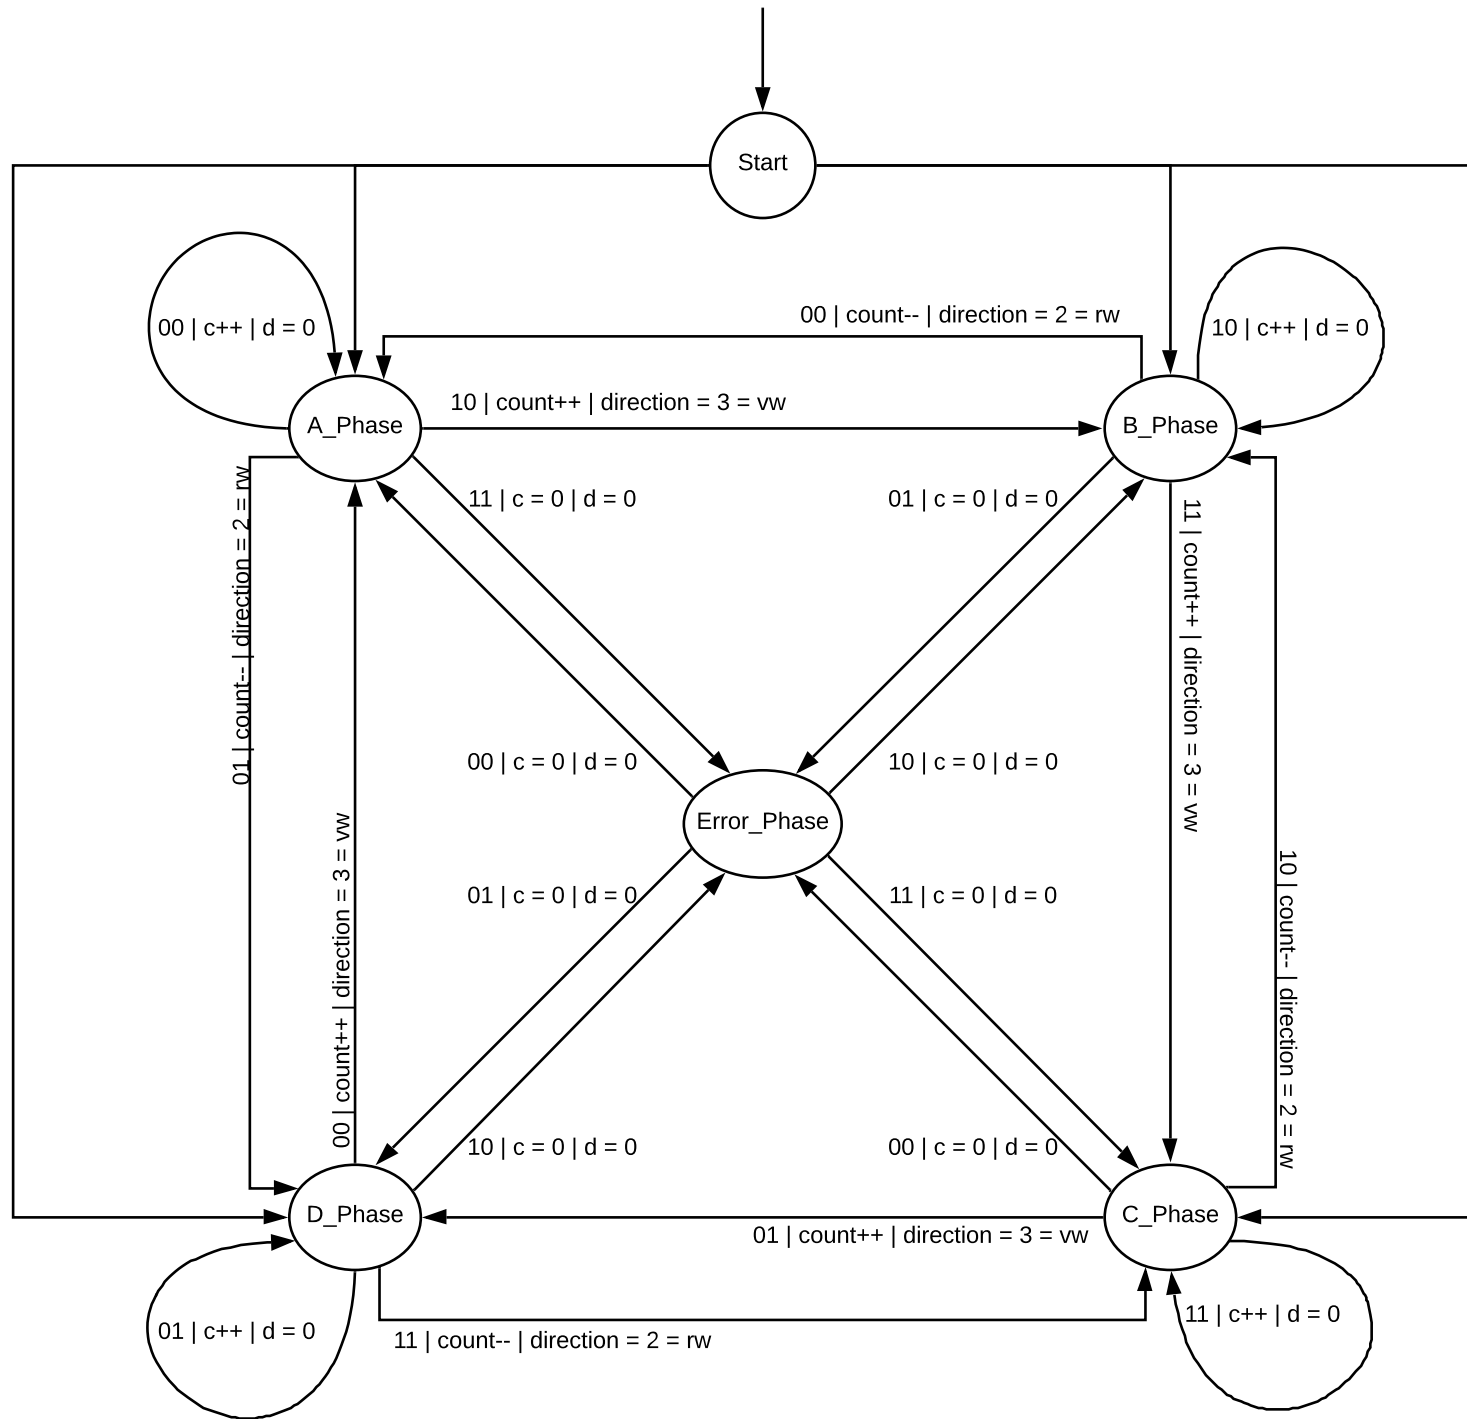 Start
00 | count-- | direction = 2 = rw
00 | c++ | d = 0
10 | c++ | d = 0
10 | count++ | direction = 3 = vw
A_Phase
B_Phase
11 | c = 0 | d = 0
01 | c = 0 | d = 0
01 | count-- | direction = 2 = rw
11 | count++ | direction = 3 = vw
00 | c = 0 | d = 0
10 | c = 0 | d = 0
Error_Phase
00 | count++ | direction = 3 = vw
10 | count-- | direction = 2 = rw
01 | c = 0 | d = 0
11 | c = 0 | d = 0
10 | c = 0 | d = 0
00 | c = 0 | d = 0
D_Phase
C_Phase
01 | count++ | direction = 3 = vw
01 | c++ | d = 0
11 | c++ | d = 0
11 | count-- | direction = 2 = rw